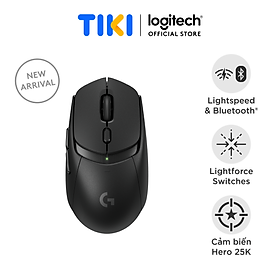 TIKI
logitech
OFFICIAL STORE
NEW
ARRIVAL
Lightspeed
& Bluetooth®
Lightforce
Switches
G
Cảm biến
Hero 25K